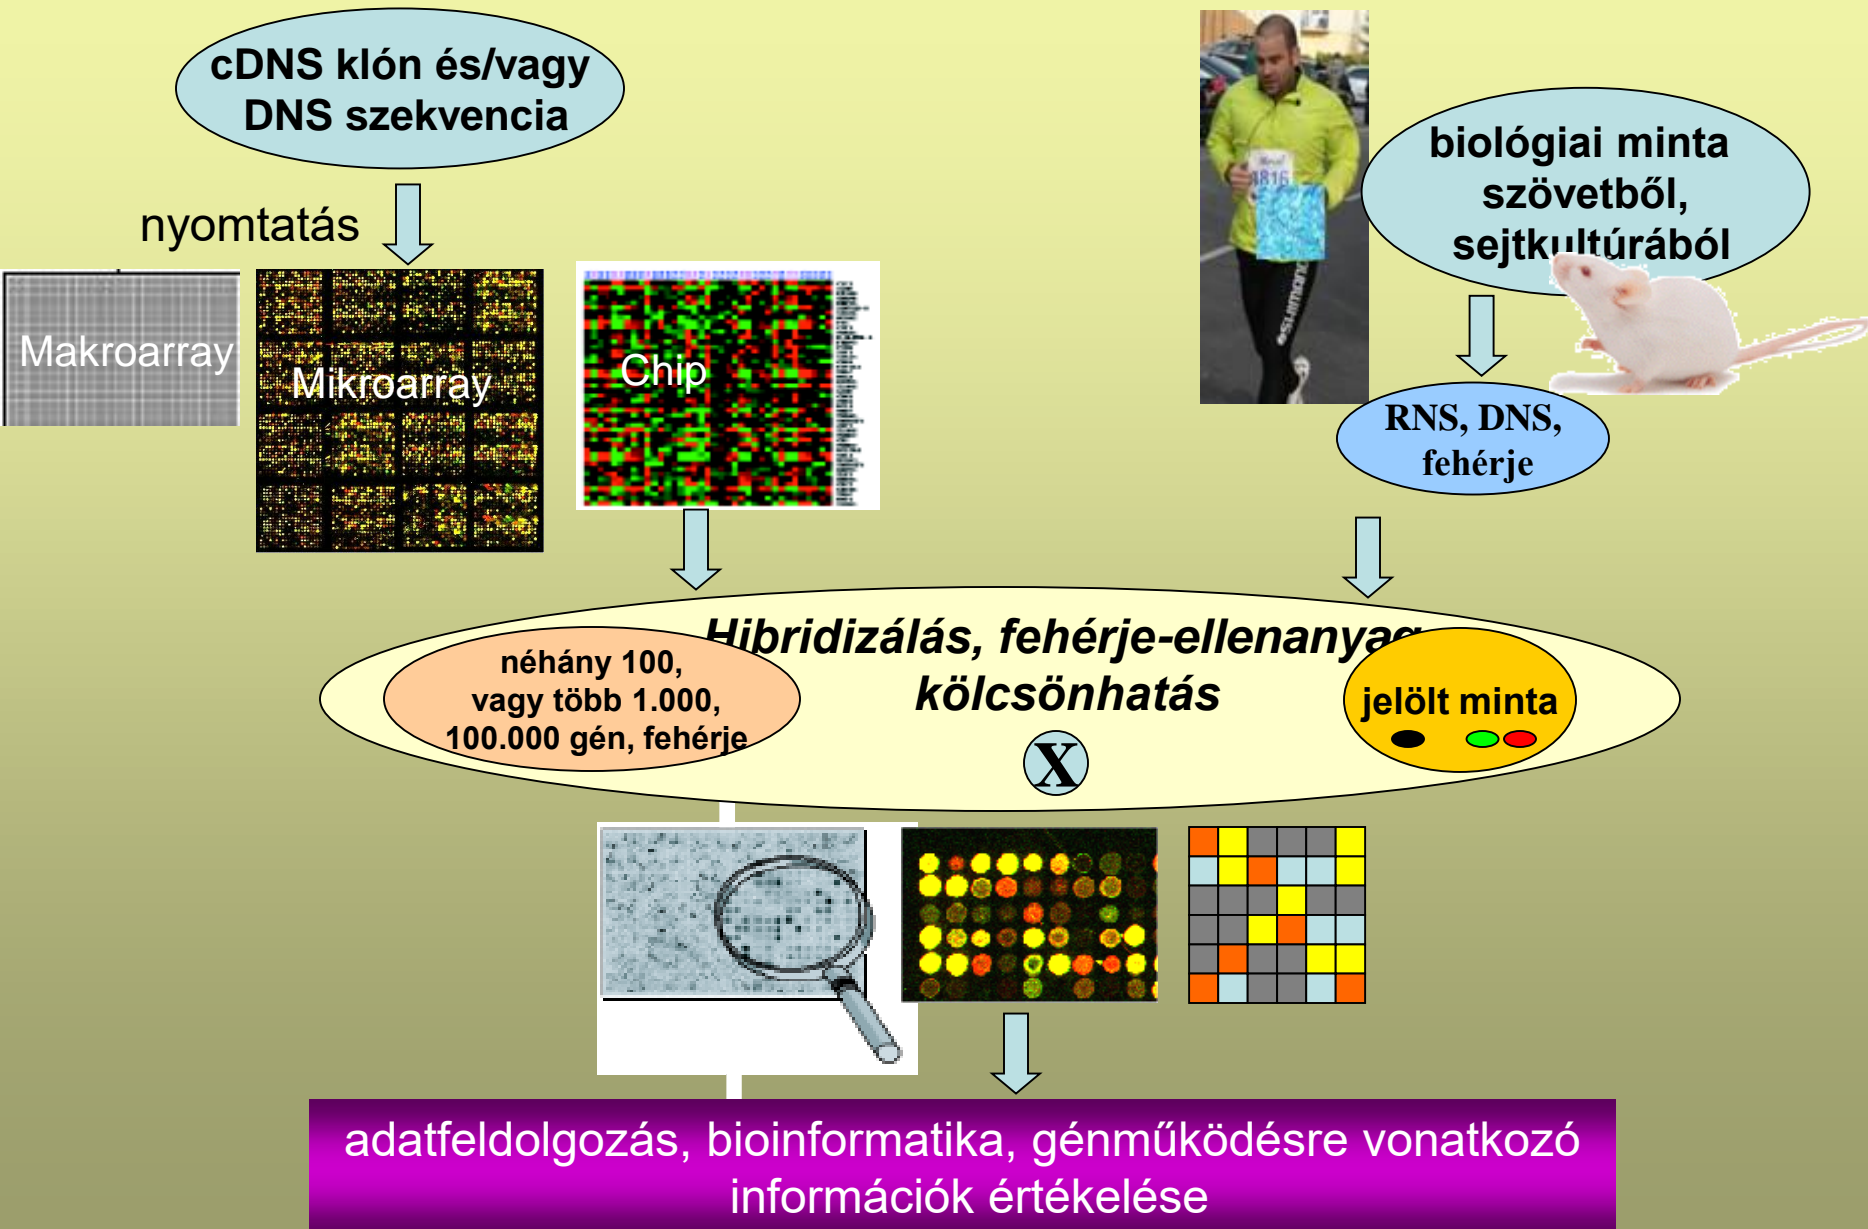 cDNS klón és/vagy
DNS szekvencia
nyomtatás
Makroarray
Mikroarray
Chip
4816
biológiai minta
szövetből,
sejtkultúrából
RNS, DNS,
fehérje
Hibridizálás, fehérje-ellenanyag
kölcsönhatás
néhány 100,
vagy több 1.000,
100.000 gén, fehérje
X
jelölt minta
adatfeldolgozás, bioinformatika, génműködésre vonatkozó
információk értékelése